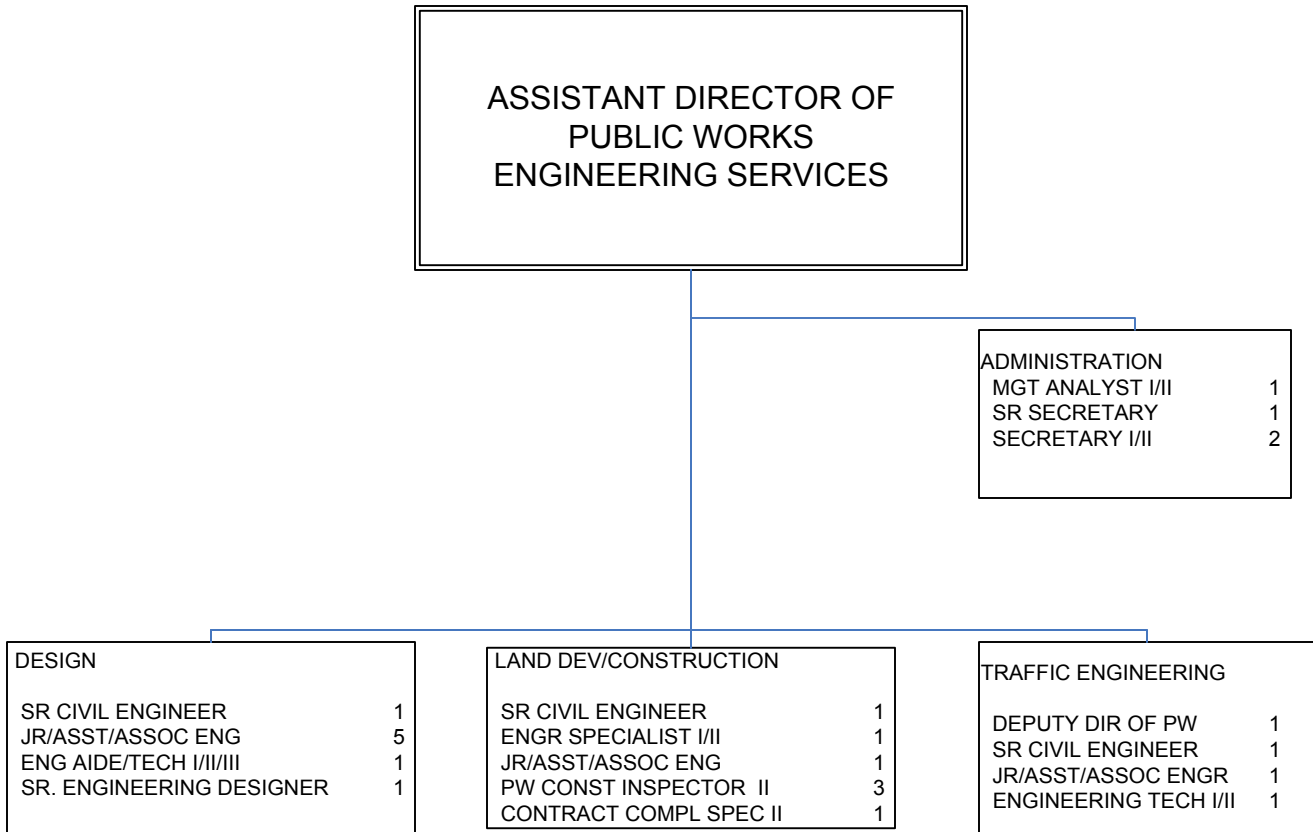 ASSISTANT DIRECTOR OF
PUBLIC WORKS
ENGINEERING SERVICES
ADMINISTRATION
MGT ANALYST I/II 1
SR SECRETARY 1
SECRETARY I/II 2
DESIGN
SR CIVIL ENGINEER 1
JR/ASST/ASSOC ENG 5
ENG AIDE/TECH I/II/III 1
SR. ENGINEERING DESIGNER 1
LAND DEV/CONSTRUCTION
SR CIVIL ENGINEER 1
ENGR SPECIALIST I/II 1
JR/ASST/ASSOC ENG 1
PW CONST INSPECTOR II 3
CONTRACT COMPL SPEC II 1
TRAFFIC ENGINEERING
DEPUTY DIR OF PW 1
SR CIVIL ENGINEER 1
JR/ASST/ASSOC ENGR 1
ENGINEERING TECH I/II 1